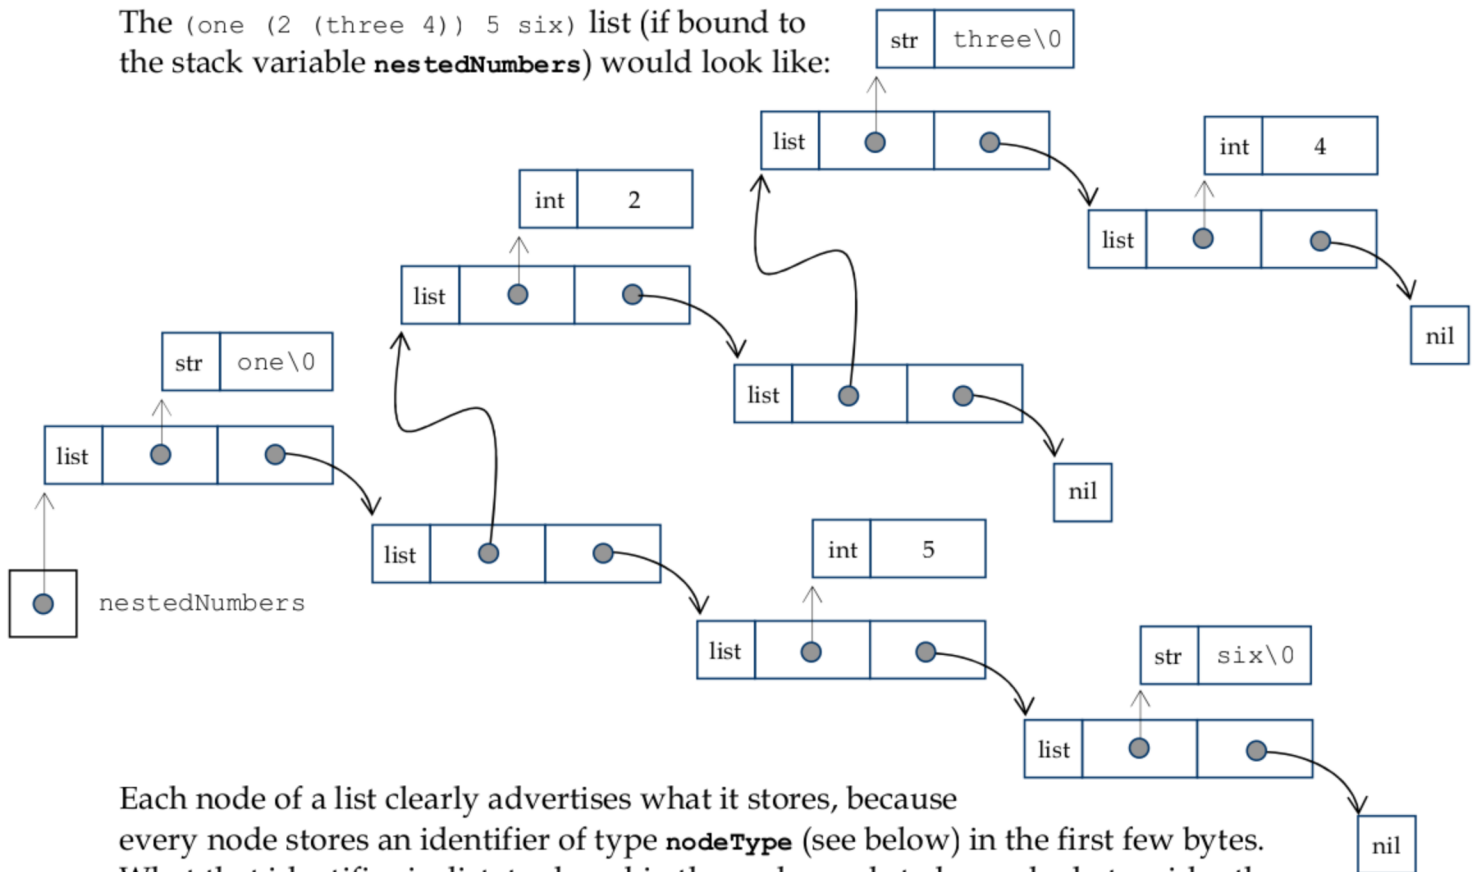 The (one (2 (three 4)) 5 six) list (if bound to
the stack variable nestedNumbers) would look like:
str three\0
list
int 4
int 2
list
list
nil
str one\0
list
list
nil
int 5
list
nestedNumbers
list
str six\0
list
Each node of a list clearly advertises what it stores, because
every node stores an identifier of type nodeType (see below) in the first few bytes.
nil